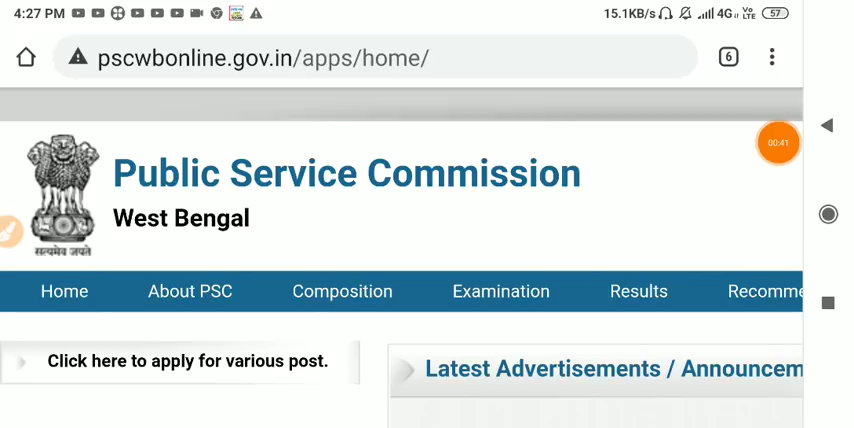 4:27 PM 15.1KB/s 4G Vo LTE 57
pscwbonline.gov.in/apps/home/ 6
00:41
Public Service Commission
West Bengal
सत्यमेव जयते
Home About PSC Composition Examination Results Recomme
Click here to apply for various post.
Latest Advertisements / Announcem